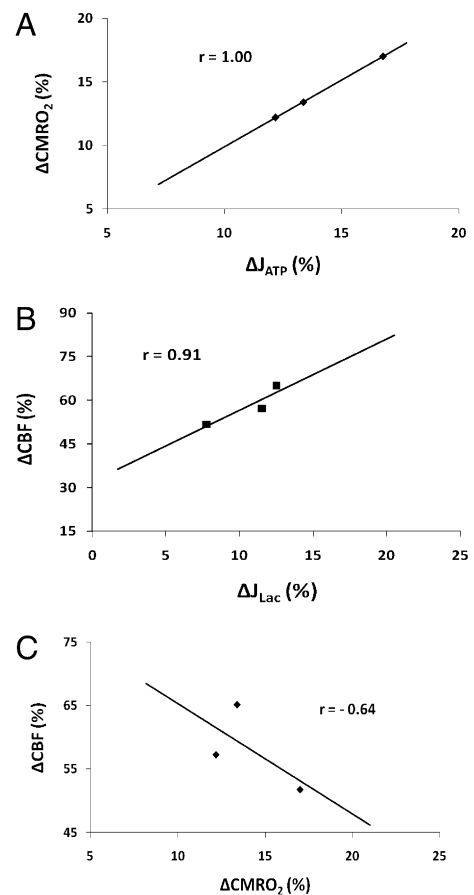 A
20
15
10
5
ΔCMRO₂ (%)
r = 1.00
5 10 15 20
ΔJATP (%)
B
90
75
60
45
30
15
ΔCBF (%)
r = 0.91
0 5 10 15 20 25
ΔJLac (%)
C
75
65
55
45
ΔCBF (%)
r = - 0.64
5 10 15 20 25
ΔCMRO₂ (%)